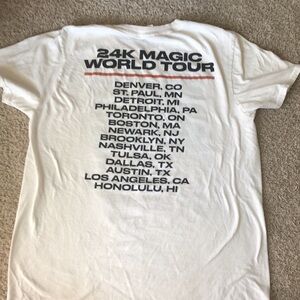 24K MAGIC
WORLD TOUR
DENVER, CO
ST. PAUL, MN
DETROIT, MI
PHILADELPHIA, PA
TORONTO, ON
BOSTON, MA
NEWARK, NJ
BROOKLYN, NY
NASHVILLE, TN
TULSA, OK
DALLAS, TX
AUSTIN, TX
LOS ANGELES, CA
HONOLULU, HI